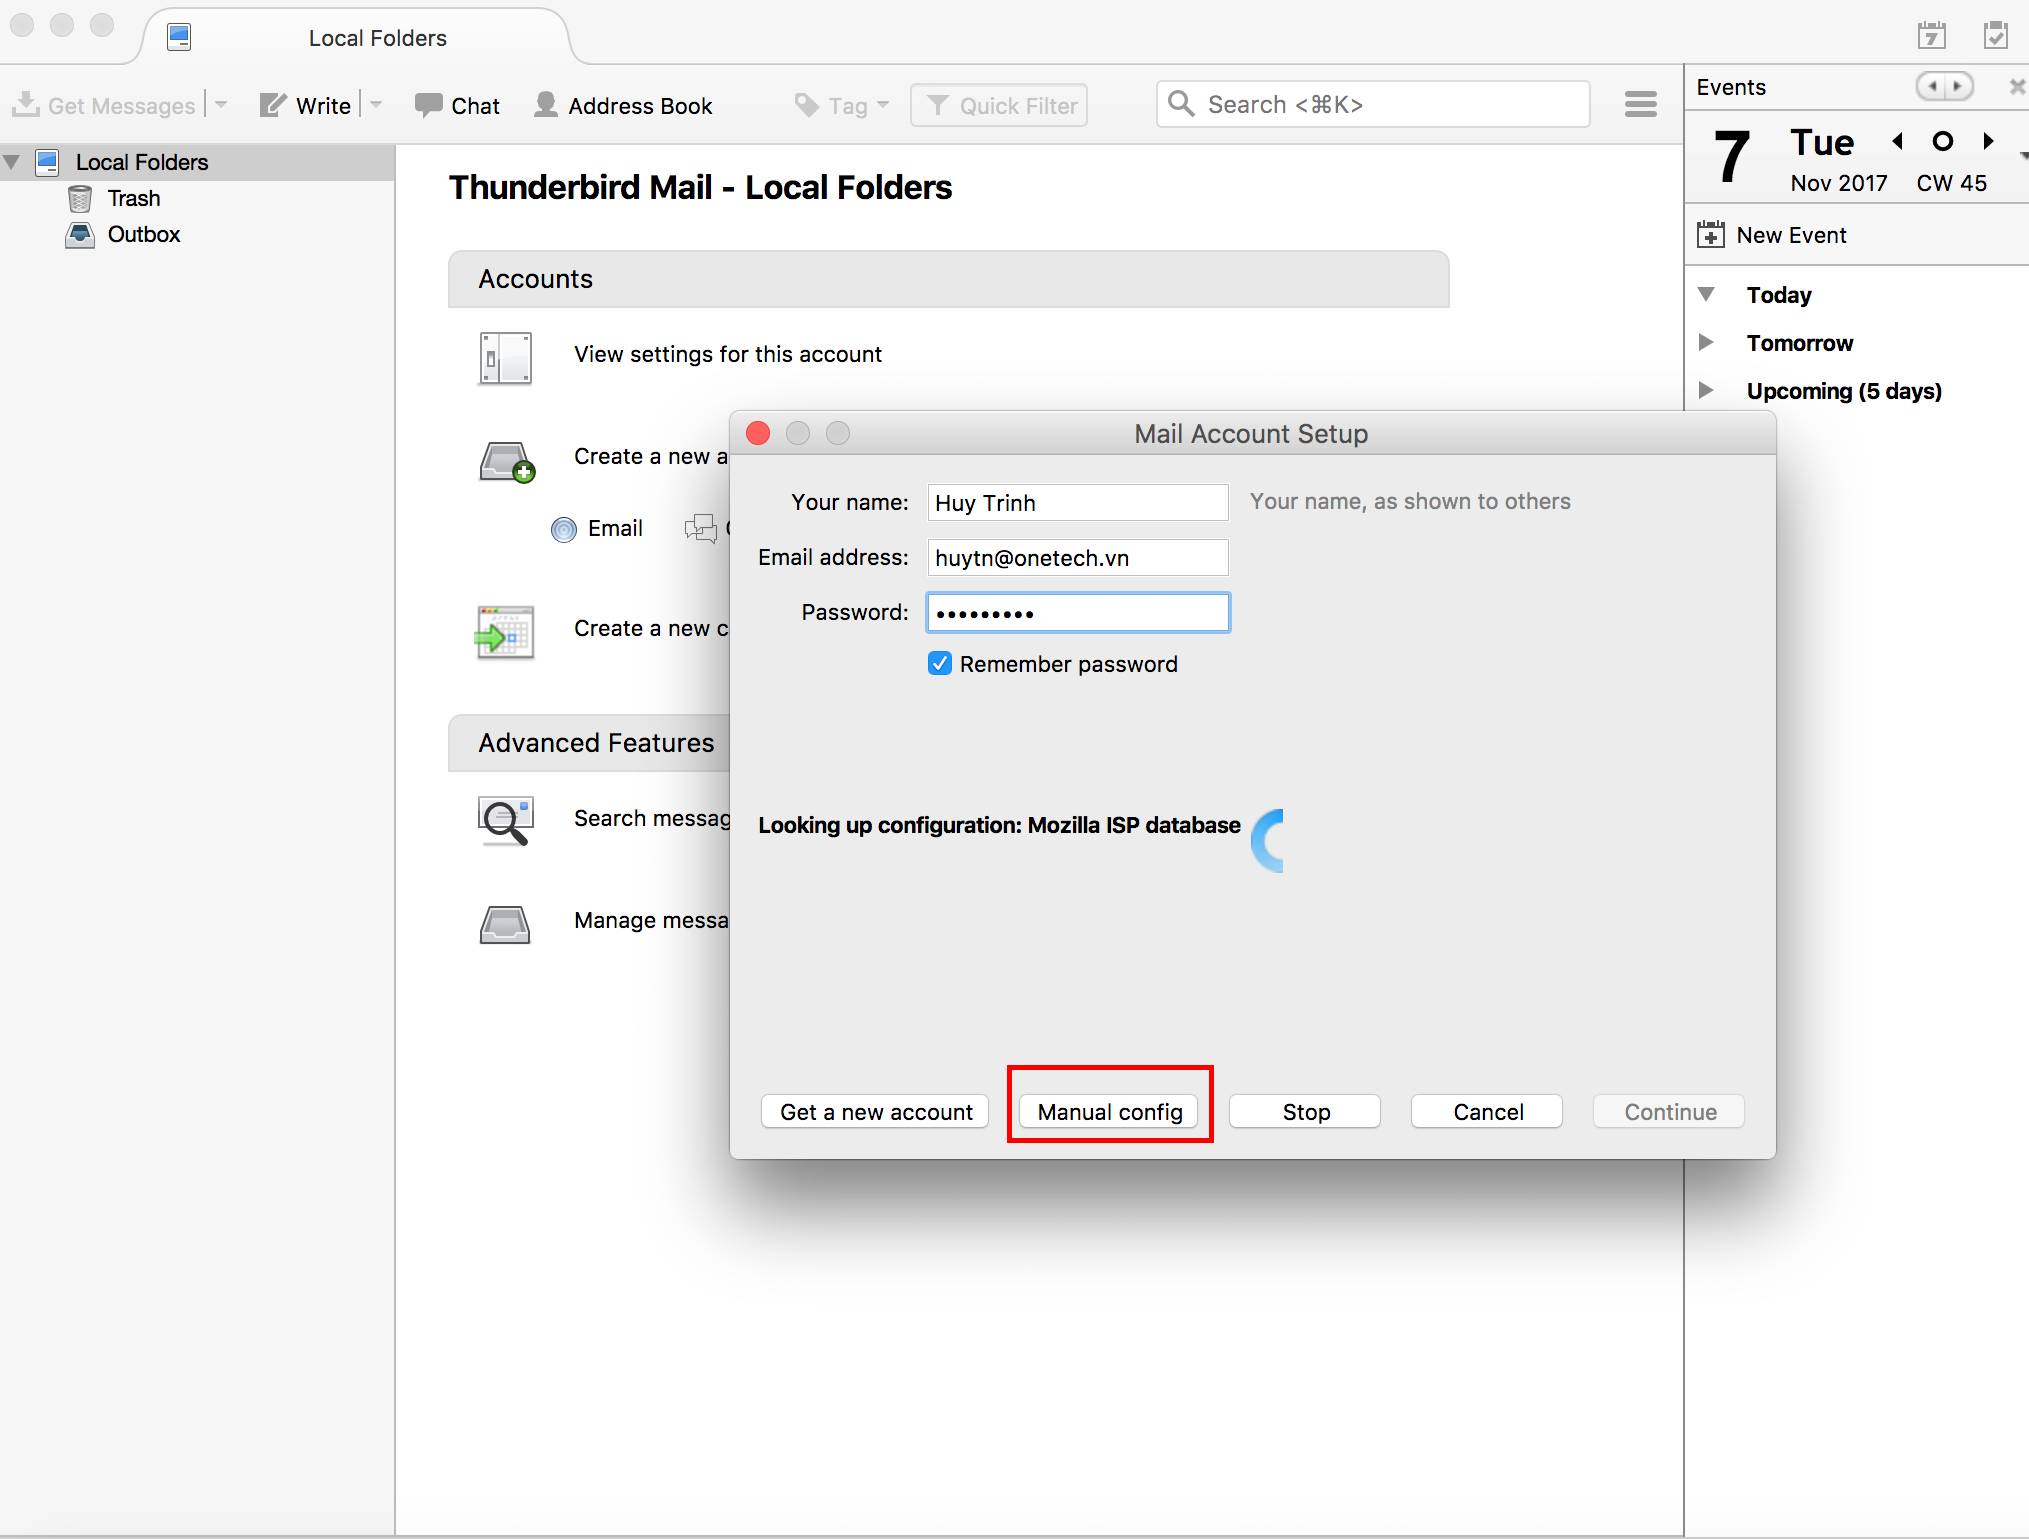 Local Folders
Get Messages
Write
Chat
Address Book
Tag
Quick Filter
Search <⌘K>
Local Folders
Trash
Outbox
Thunderbird Mail - Local Folders
Accounts
View settings for this account
Create a new a
Email
Create a new c
Advanced Features
Search messag
Manage messa
Mail Account Setup
Your name: Huy Trinh Your name, as shown to others
Email address: huytn@onetech.vn
Password: •••••••••
Remember password
Looking up configuration: Mozilla ISP database
Get a new account
Manual config
Stop
Cancel
Continue
7
Events
7
Tue
Nov 2017 CW 45
New Event
Today
Tomorrow
Upcoming (5 days)